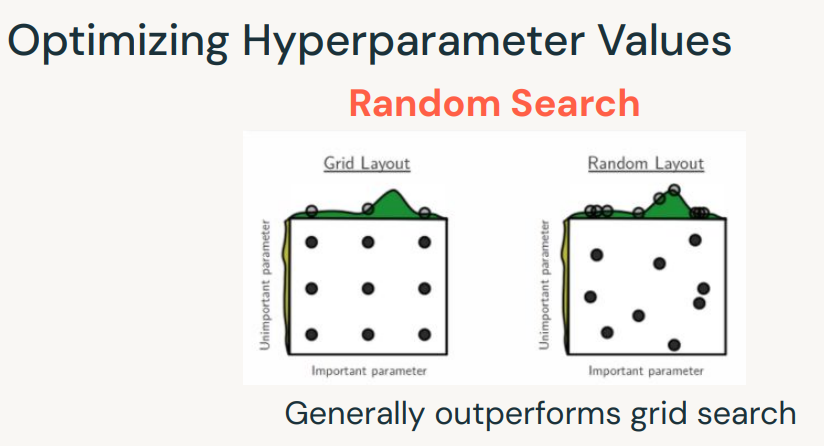 Optimizing Hyperparameter Values
Random Search
Grid Layout
Unimportant parameter
Important parameter
Random Layout
Unimportant parameter
Important parameter
Generally outperforms grid search